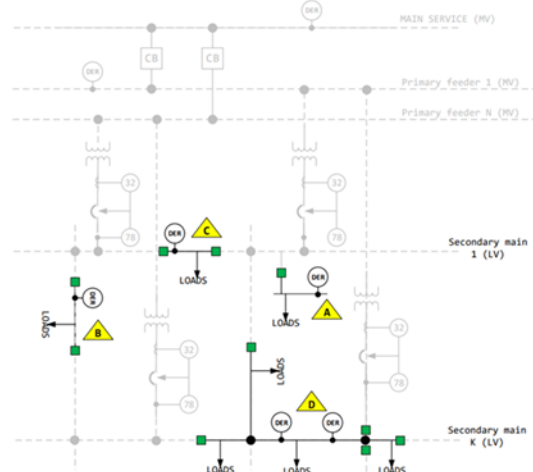 DER
MAIN SERVICE (MV)
CB
CB
DER
Primary feeder 1 (MV)
Primary feeder N (MV)
32
32
78
78
DER
C
Secondary main
1 (LV)
LOADS
DER
DER
A
LOADS
B
LOADS
32
32
LOADS
78
78
DER
D
DER
Secondary main
K (LV)
LOADS
LOADS
LOADS